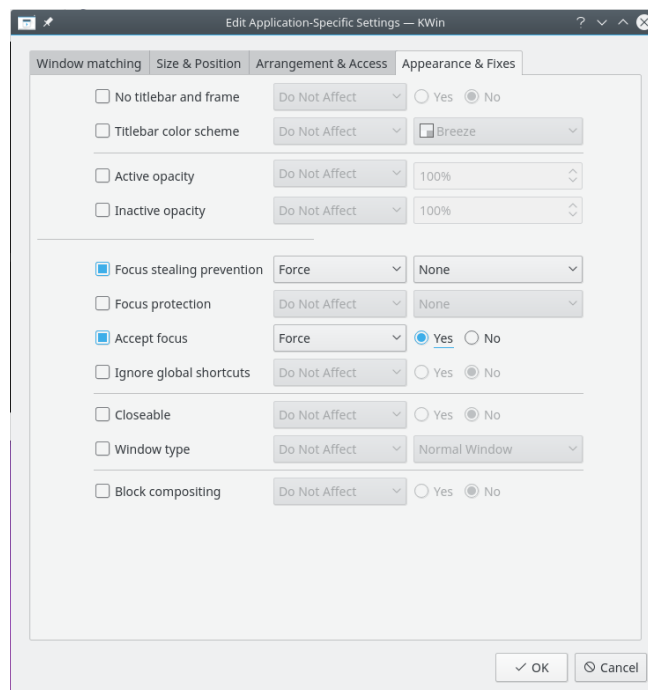 Edit Application-Specific Settings — KWin
Window matching Size & Position Arrangement & Access Appearance & Fixes
No titlebar and frame Do Not Affect Yes No
Titlebar color scheme Do Not Affect Breeze
Active opacity Do Not Affect 100%
Inactive opacity Do Not Affect 100%
Focus stealing prevention Force None
Focus protection Do Not Affect None
Accept focus Force Yes No
Ignore global shortcuts Do Not Affect Yes No
Closeable Do Not Affect Yes No
Window type Do Not Affect Normal Window
Block compositing Do Not Affect Yes No
OK Cancel